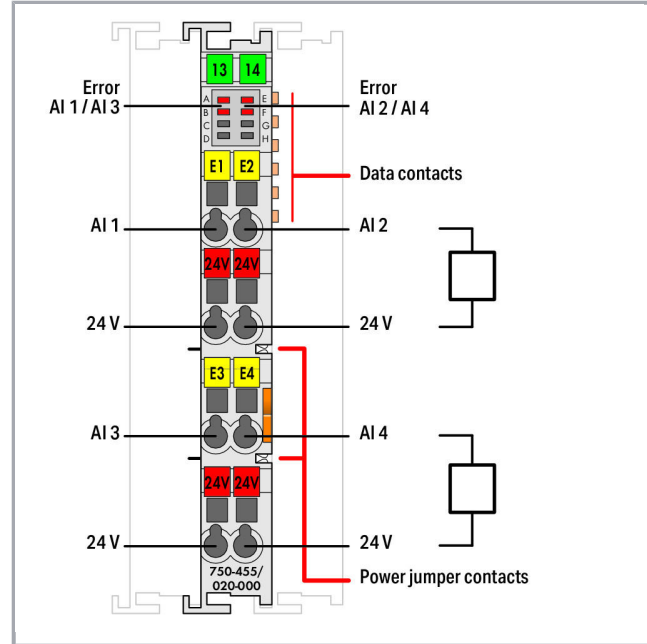 13 14
Error
AI 1 / AI 3
Error
AI 2 / AI 4
A E
B F
C G
D H
E1 E2
Data contacts
AI 1
AI 2
24V 24V
24 V
24 V
E3 E4
AI 3
AI 4
24V 24V
24 V
24 V
750-455/
020-000
Power jumper contacts